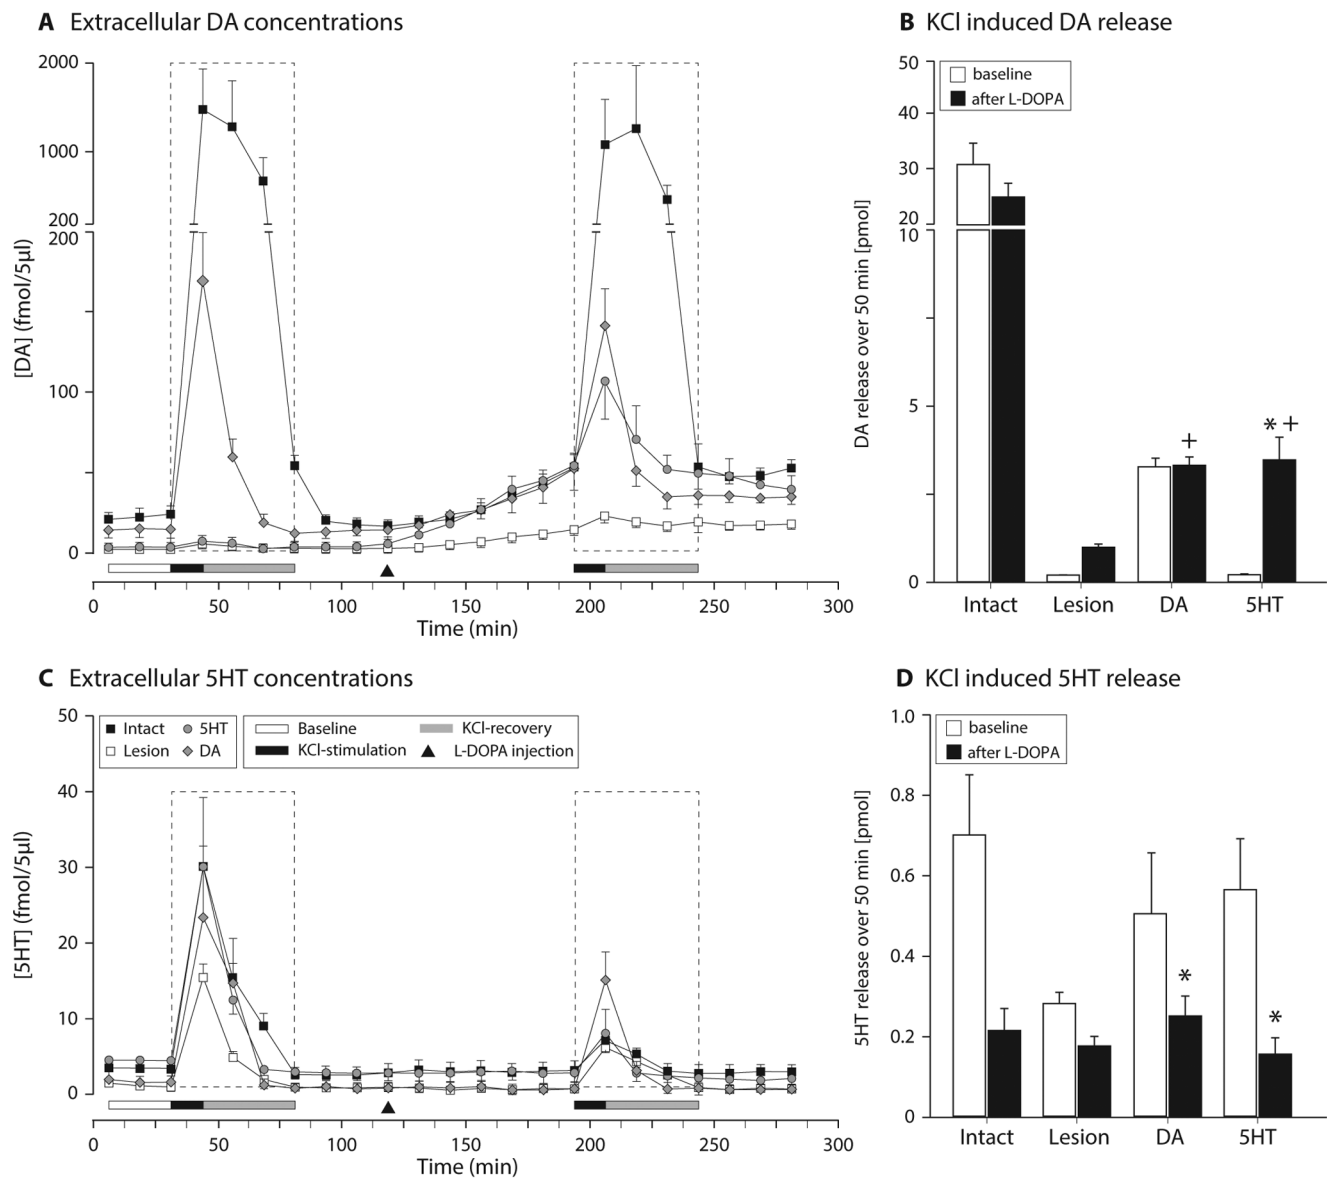 A Extracellular DA concentrations
2000
1000
200
200
100
0
[DA] (fmol/5µl)
0 50 100 150 200 250 300
Time (min)
B KCl induced DA release
baseline
after L-DOPA
50
40
30
20
10
5
0
DA release over 50 min [pmol]
+
* +
Intact Lesion DA 5HT
C Extracellular 5HT concentrations
50
40
30
20
10
0
[5HT] (fmol/5µl)
Intact 5HT
Lesion DA
Baseline KCl-recovery
KCl-stimulation L-DOPA injection
0 50 100 150 200 250 300
Time (min)
D KCl induced 5HT release
baseline
after L-DOPA
1.0
0.8
0.6
0.4
0.2
0
5HT release over 50 min [pmol]
*
*
Intact Lesion DA 5HT